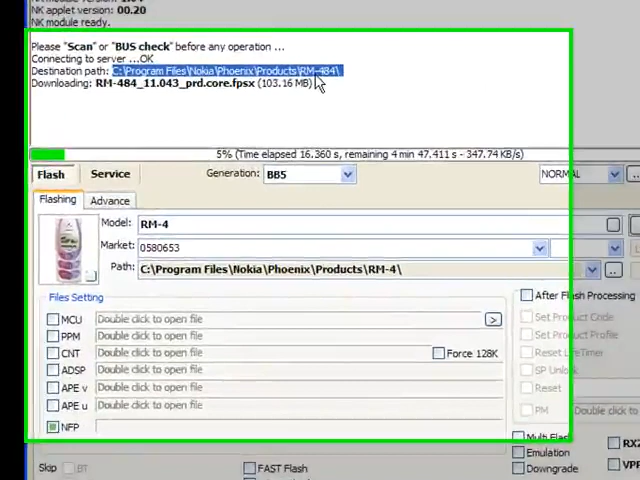 NK applet version: 00.20
NK module ready.
Please "Scan" or "BUS check" before any operation ...
Connecting to server ...OK
Destination path: C:\Program Files\Nokia\Phoenix\Products\RM-484\
Downloading: RM-484_11.043_prd.core.fpsx (103.16 MB)
5% (Time elapsed 16.360 s, remaining 4 min 47.411 s - 347.74 KB/s)
Flash Service Generation: BB5 NORMAL ...
Flashing Advance
Model: RM-4
Market: 0580653
Path: C:\Program Files\Nokia\Phoenix\Products\RM-4\ ..
Files Setting After Flash Processing
MCU Double click to open file > Set Product Code
PPM Double click to open file Set Product Profile
CNT Double click to open file Force 128K Reset LifeTimer
ADSP Double click to open file SP Unlock
APE v Double click to open file Reset
APE u Double click to open file PM Double click to
NFP
Multi Flash
Emulation
Skip BT FAST Flash Downgrade